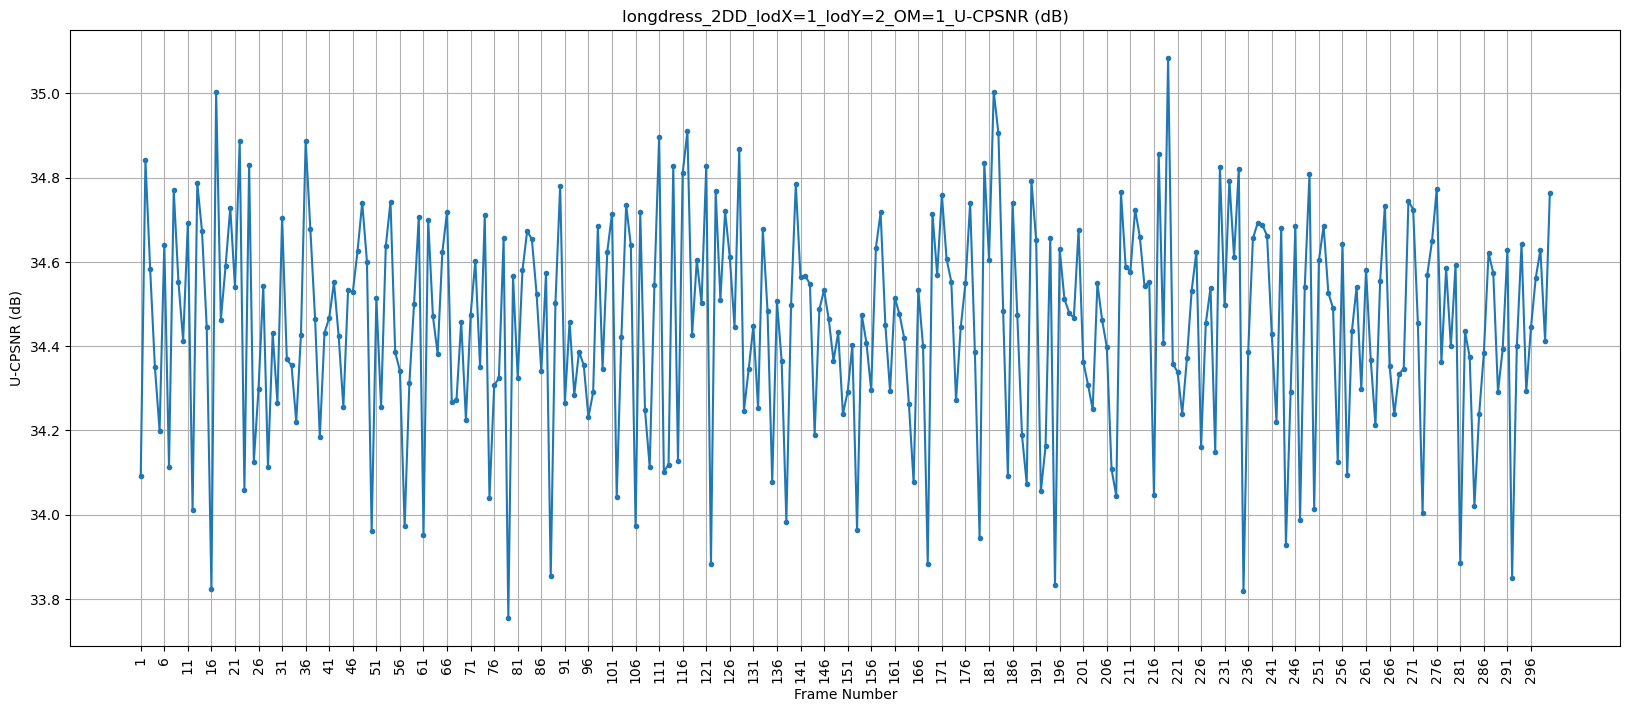 longdress_2DD_lodX=1_lodY=2_OM=1_U-CPSNR (dB)
U-CPSNR (dB)
35.0
34.8
34.6
34.4
34.2
34.0
33.8
1 6 11 16 21 26 31 36 41 46 51 56 61 66 71 76 81 86 91 96 101 106 111 116 121 126 131 136 141 146 151 156 161 166 171 176 181 186 191 196 201 206 211 216 221 226 231 236 241 246 251 256 261 266 271 276 281 286 291 296
Frame Number